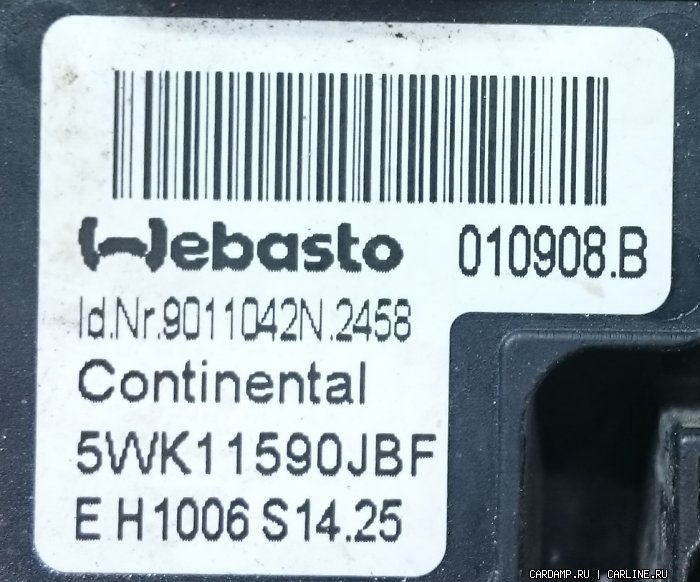 Webasto 010908.B
Id.Nr.9011042N.2458
Continental
5WK11590JBF
E H1006 S14.25
CARDAMP.RU | CARLINE.RU